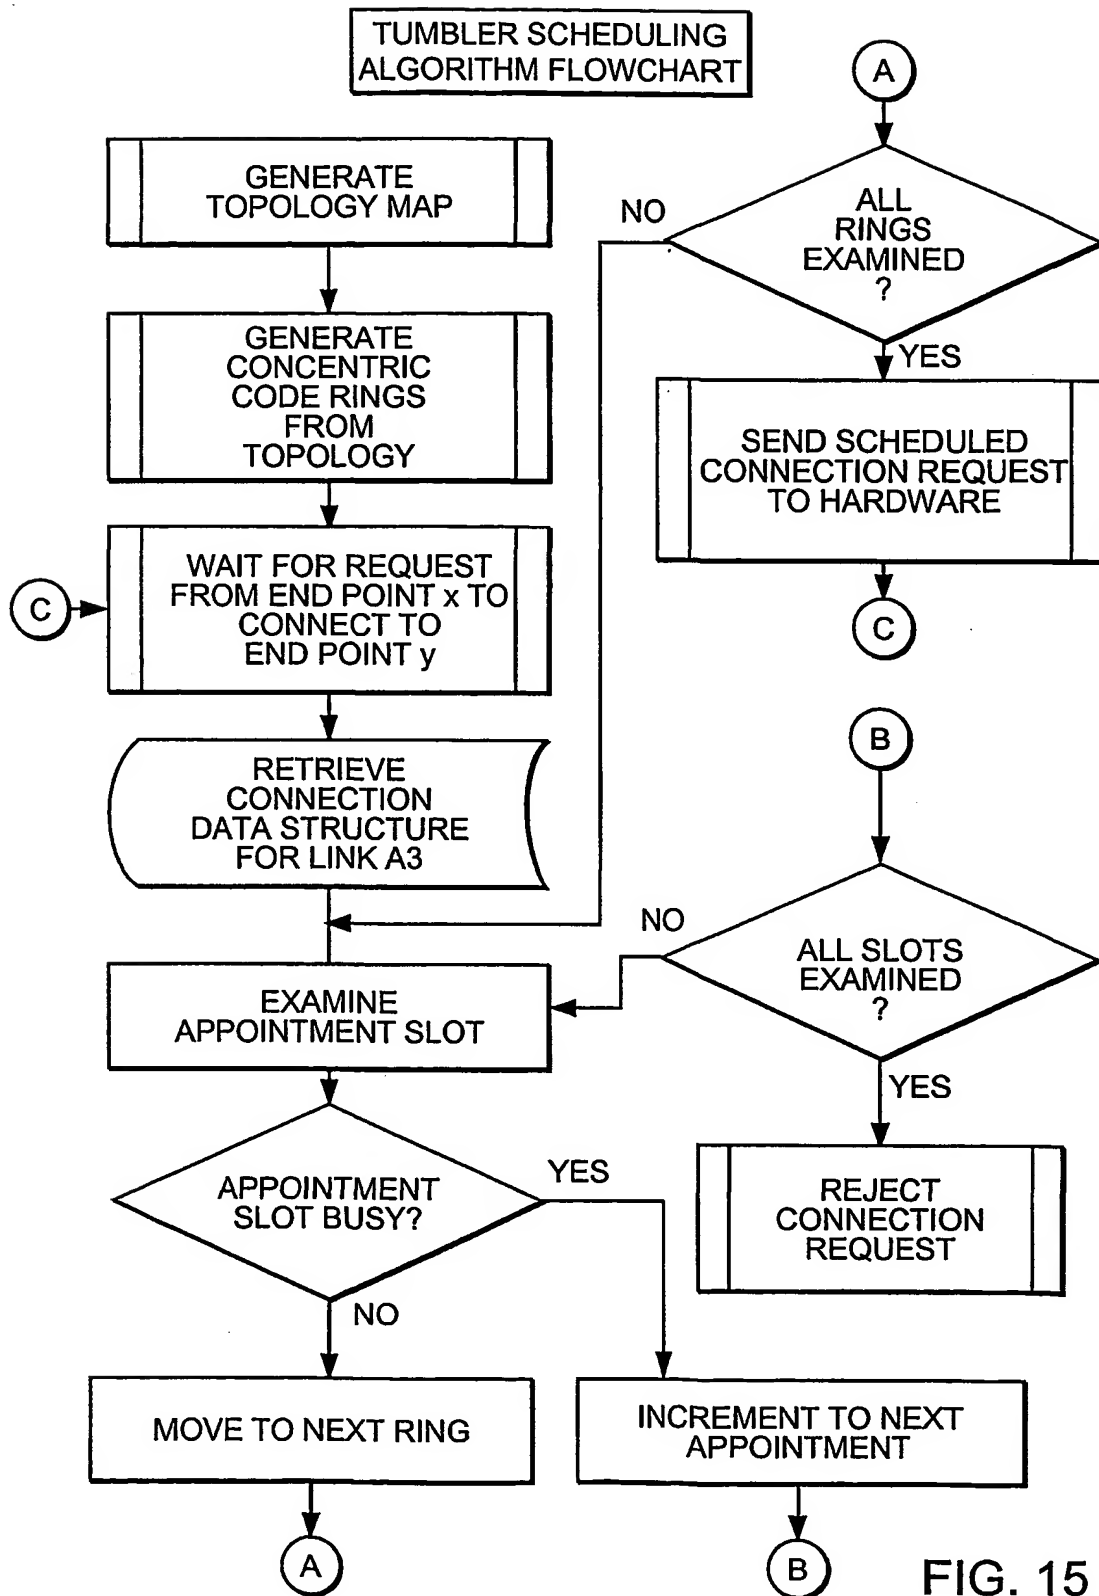 TUMBLER SCHEDULING
ALGORITHM FLOWCHART
GENERATE
TOPOLOGY MAP
GENERATE
CONCENTRIC
CODE RINGS
FROM
TOPOLOGY
C
WAIT FOR REQUEST
FROM END POINT x TO
CONNECT TO
END POINT y
RETRIEVE
CONNECTION
DATA STRUCTURE
FOR LINK A3
EXAMINE
APPOINTMENT SLOT
APPOINTMENT
SLOT BUSY?
YES
NO
MOVE TO NEXT RING
A
INCREMENT TO NEXT
APPOINTMENT
B
A
ALL
RINGS
EXAMINED
?
NO
YES
SEND SCHEDULED
CONNECTION REQUEST
TO HARDWARE
C
B
ALL SLOTS
EXAMINED
?
NO
YES
REJECT
CONNECTION
REQUEST
FIG. 15